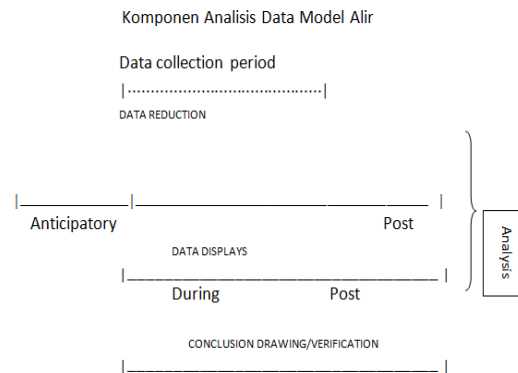 Komponen Analisis Data Model Alir
Data collection period
DATA REDUCTION
Anticipatory Post
Analysis
DATA DISPLAYS
During Post
CONCLUSION DRAWING/VERIFICATION